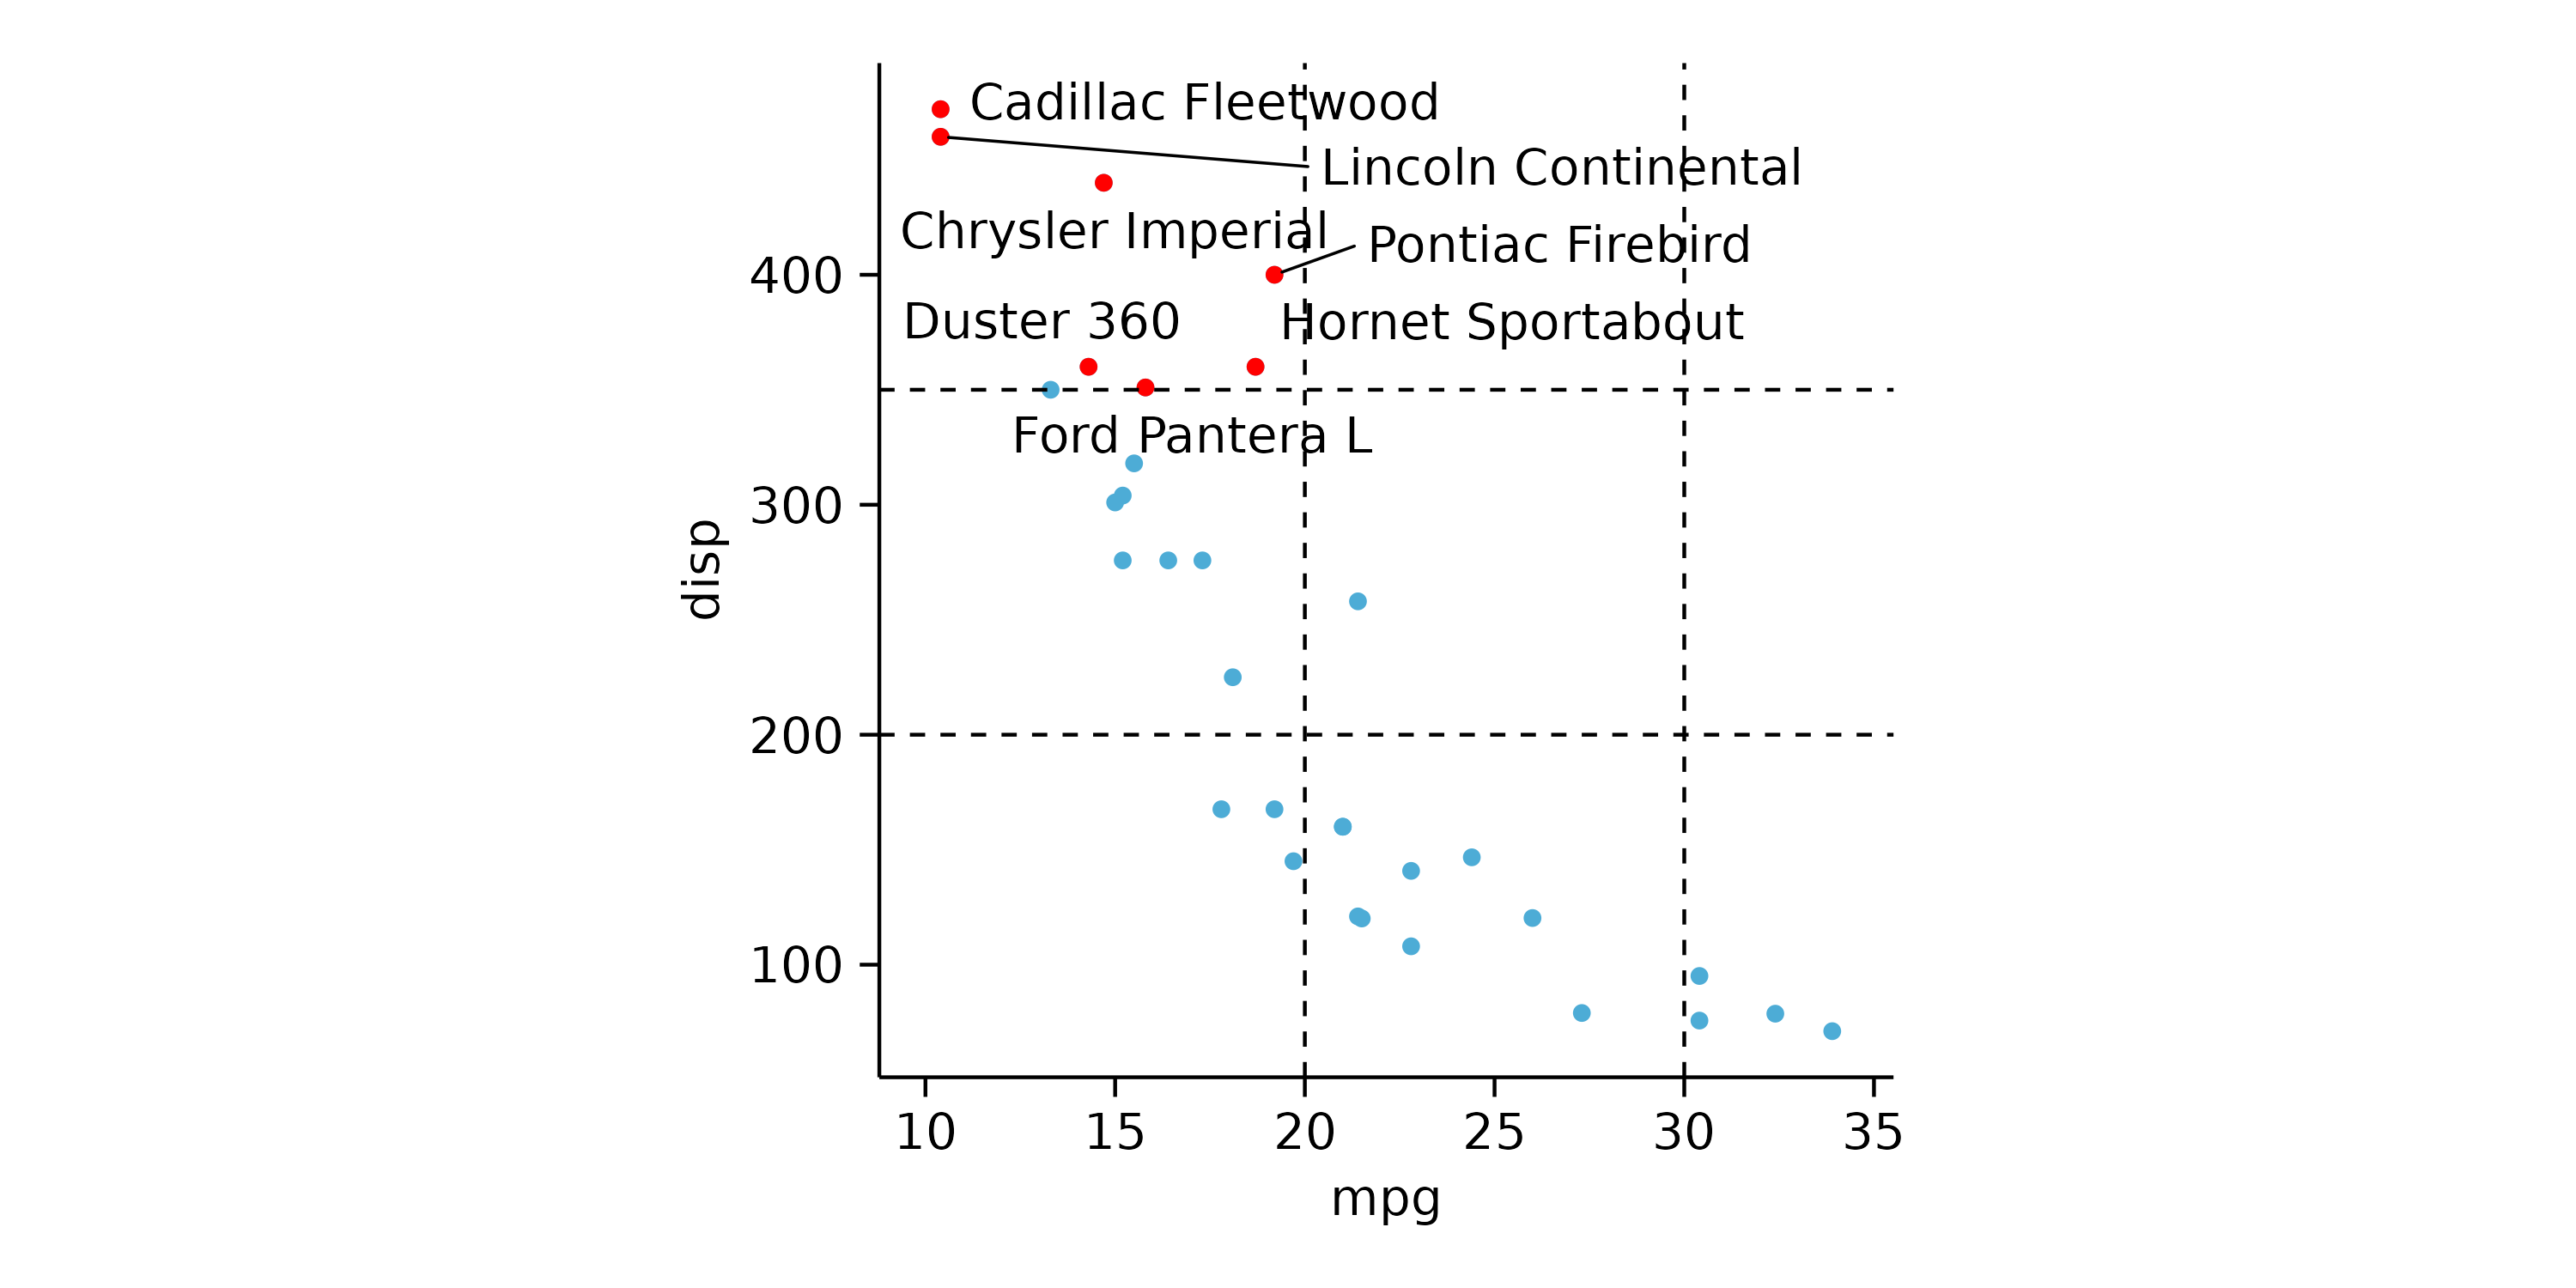 Cadillac Fleetwood
Lincoln Continental
Chrysler Imperial
Pontiac Firebird
400
Duster 360
Hornet Sportabout
Ford Pantera L
300
disp
200
100
10 15 20 25 30 35
mpg